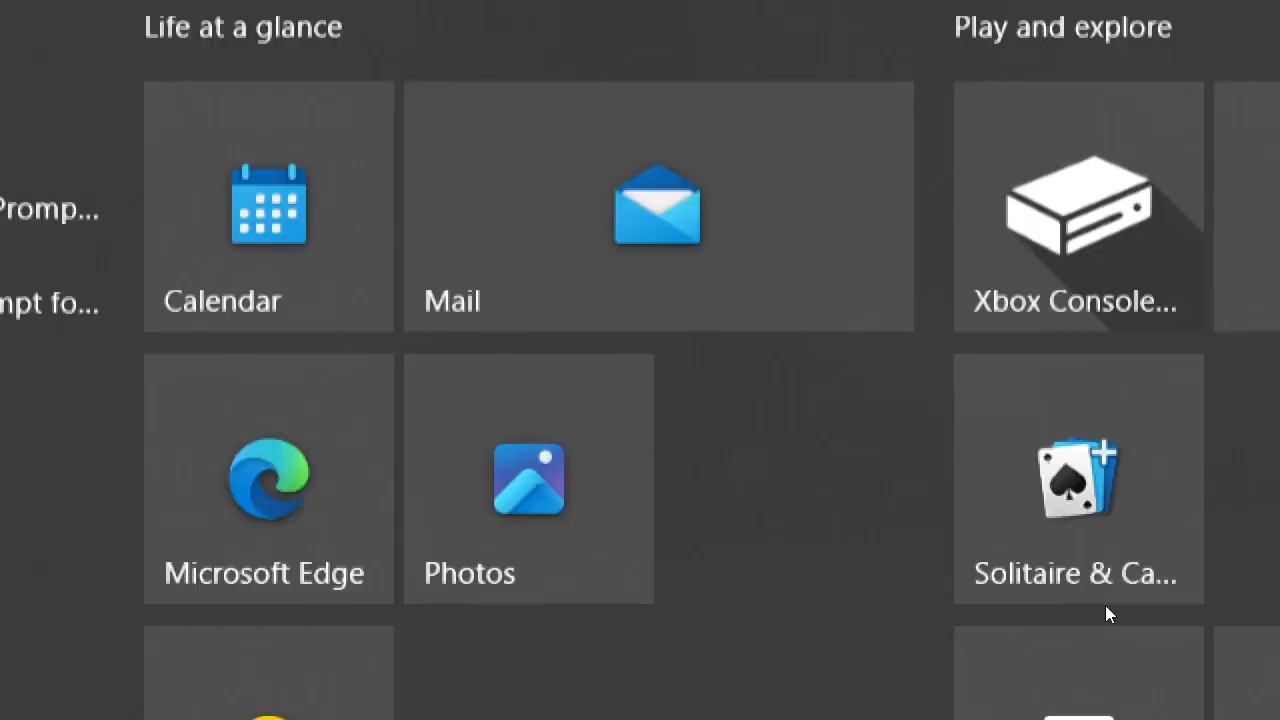 Life at a glance
Play and explore
Promp...
mpt fo...
Calendar
Mail
Xbox Console...
Microsoft Edge
Photos
Solitaire & Ca...